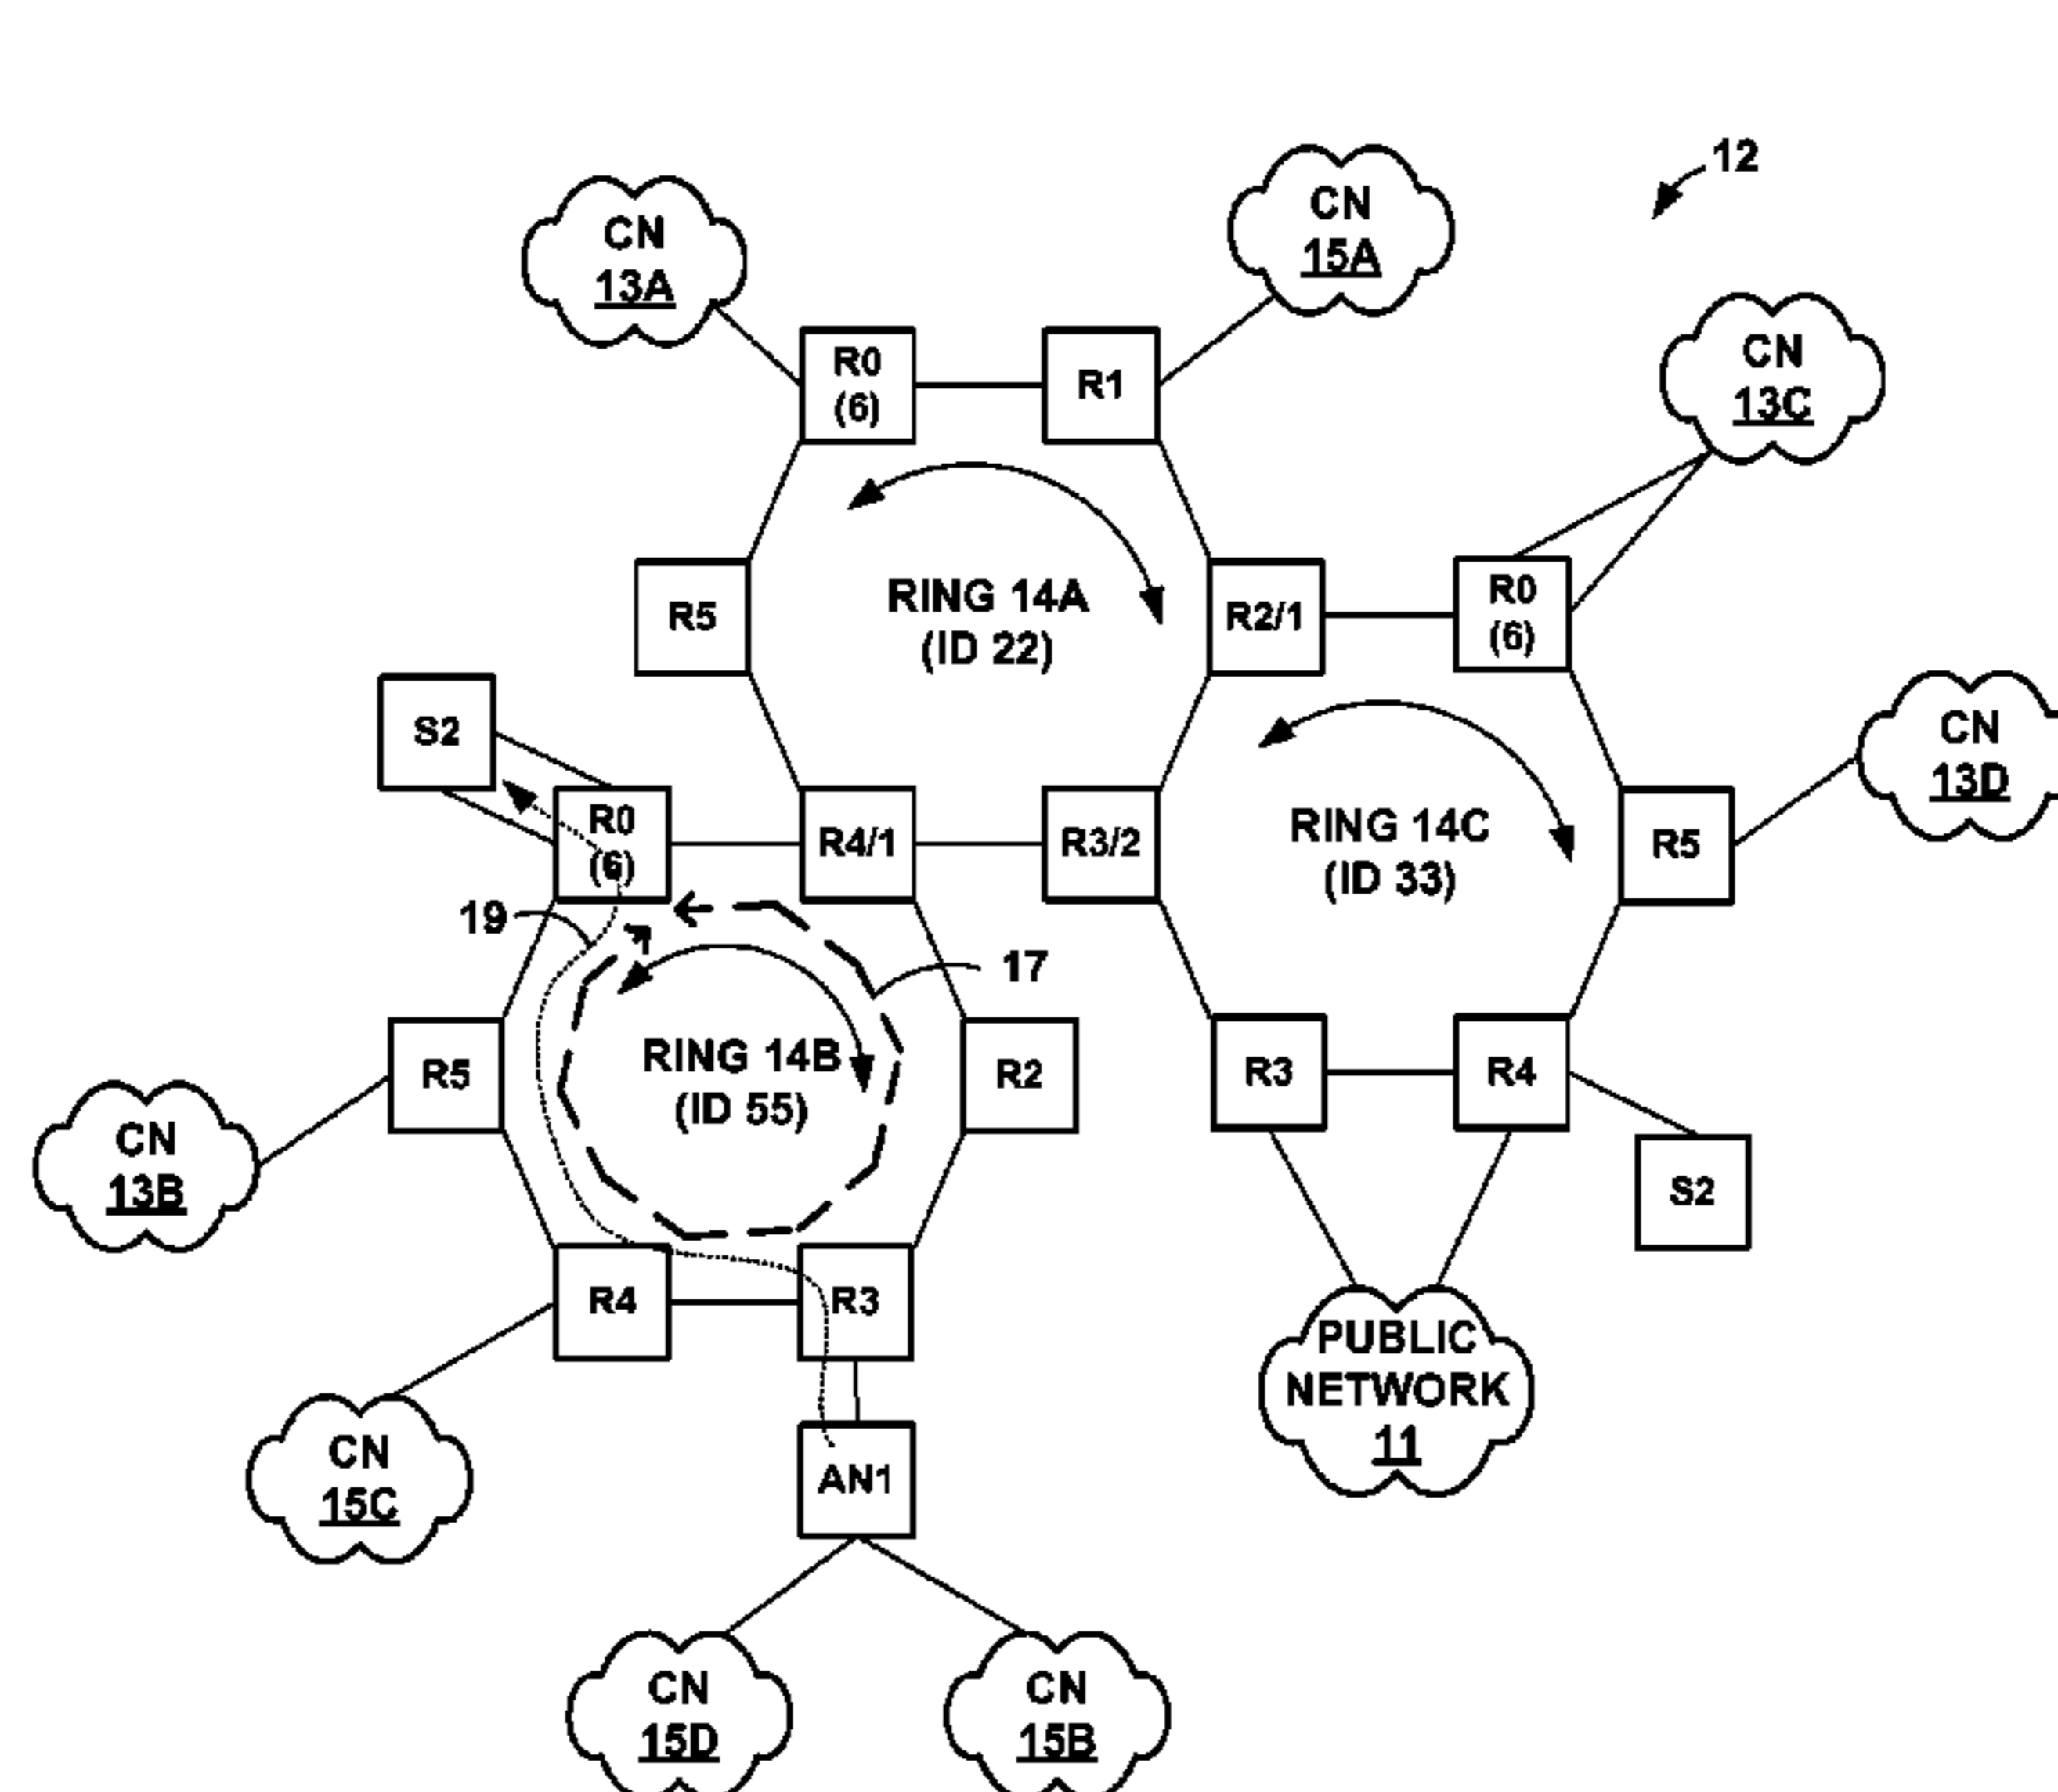 12
CN
13A
CN
15A
CN
13C
R0
(6)
R1
R5
RING 14A
(ID 22)
R2/1
R0
(6)
S2
CN
13D
R0
(6)
R4/1
R3/2
RING 14C
(ID 33)
R5
19
17
R5
RING 14B
(ID 55)
R2
R3
R4
CN
13B
S2
R4
R3
PUBLIC
NETWORK
11
CN
15C
AN1
CN
15D
CN
15B